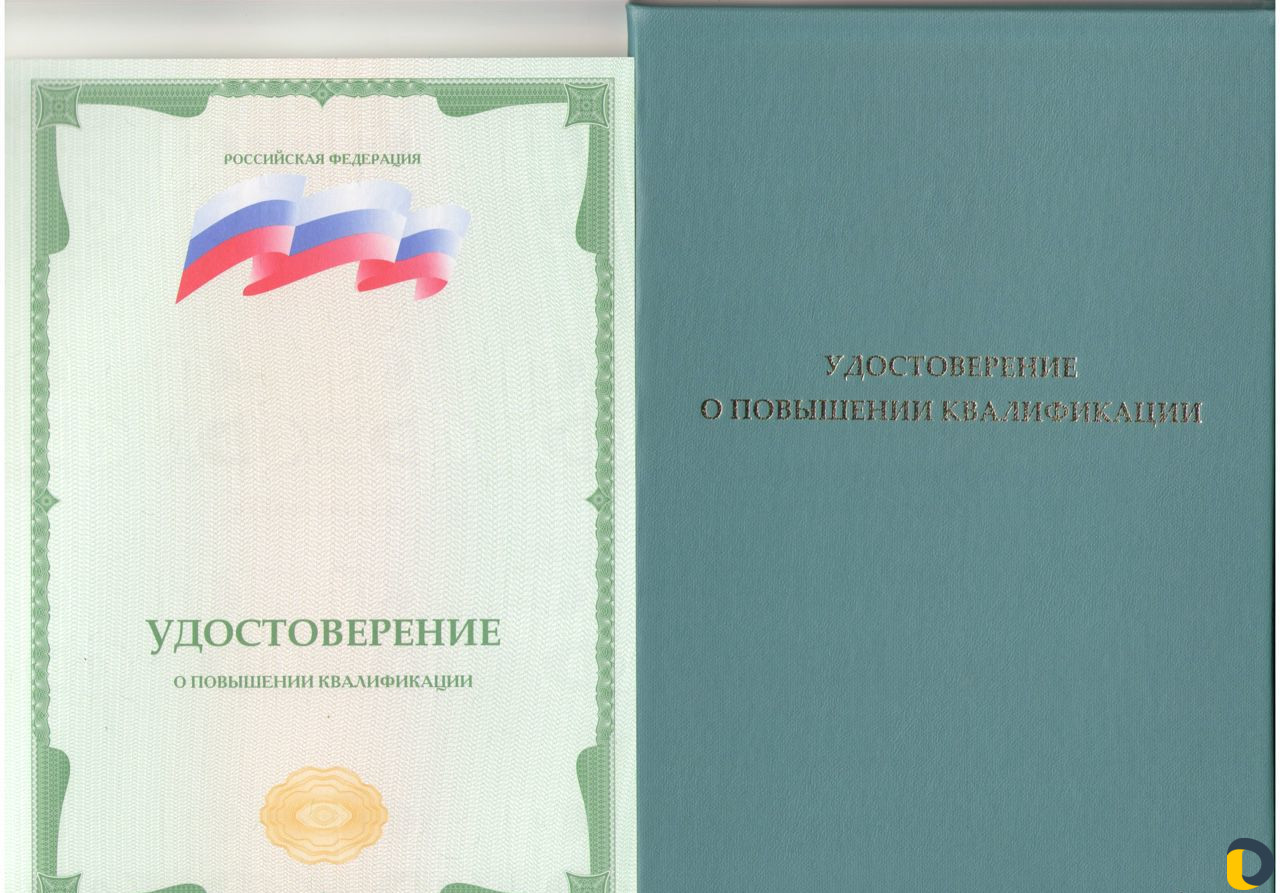 РОССИЙСКАЯ ФЕДЕРАЦИЯ
УДОСТОВЕРЕНИЕ
О ПОВЫШЕНИИ КВАЛИФИКАЦИИ
УДОСТОВЕРЕНИЕ
О ПОВЫШЕНИИ КВАЛИФИКАЦИИ